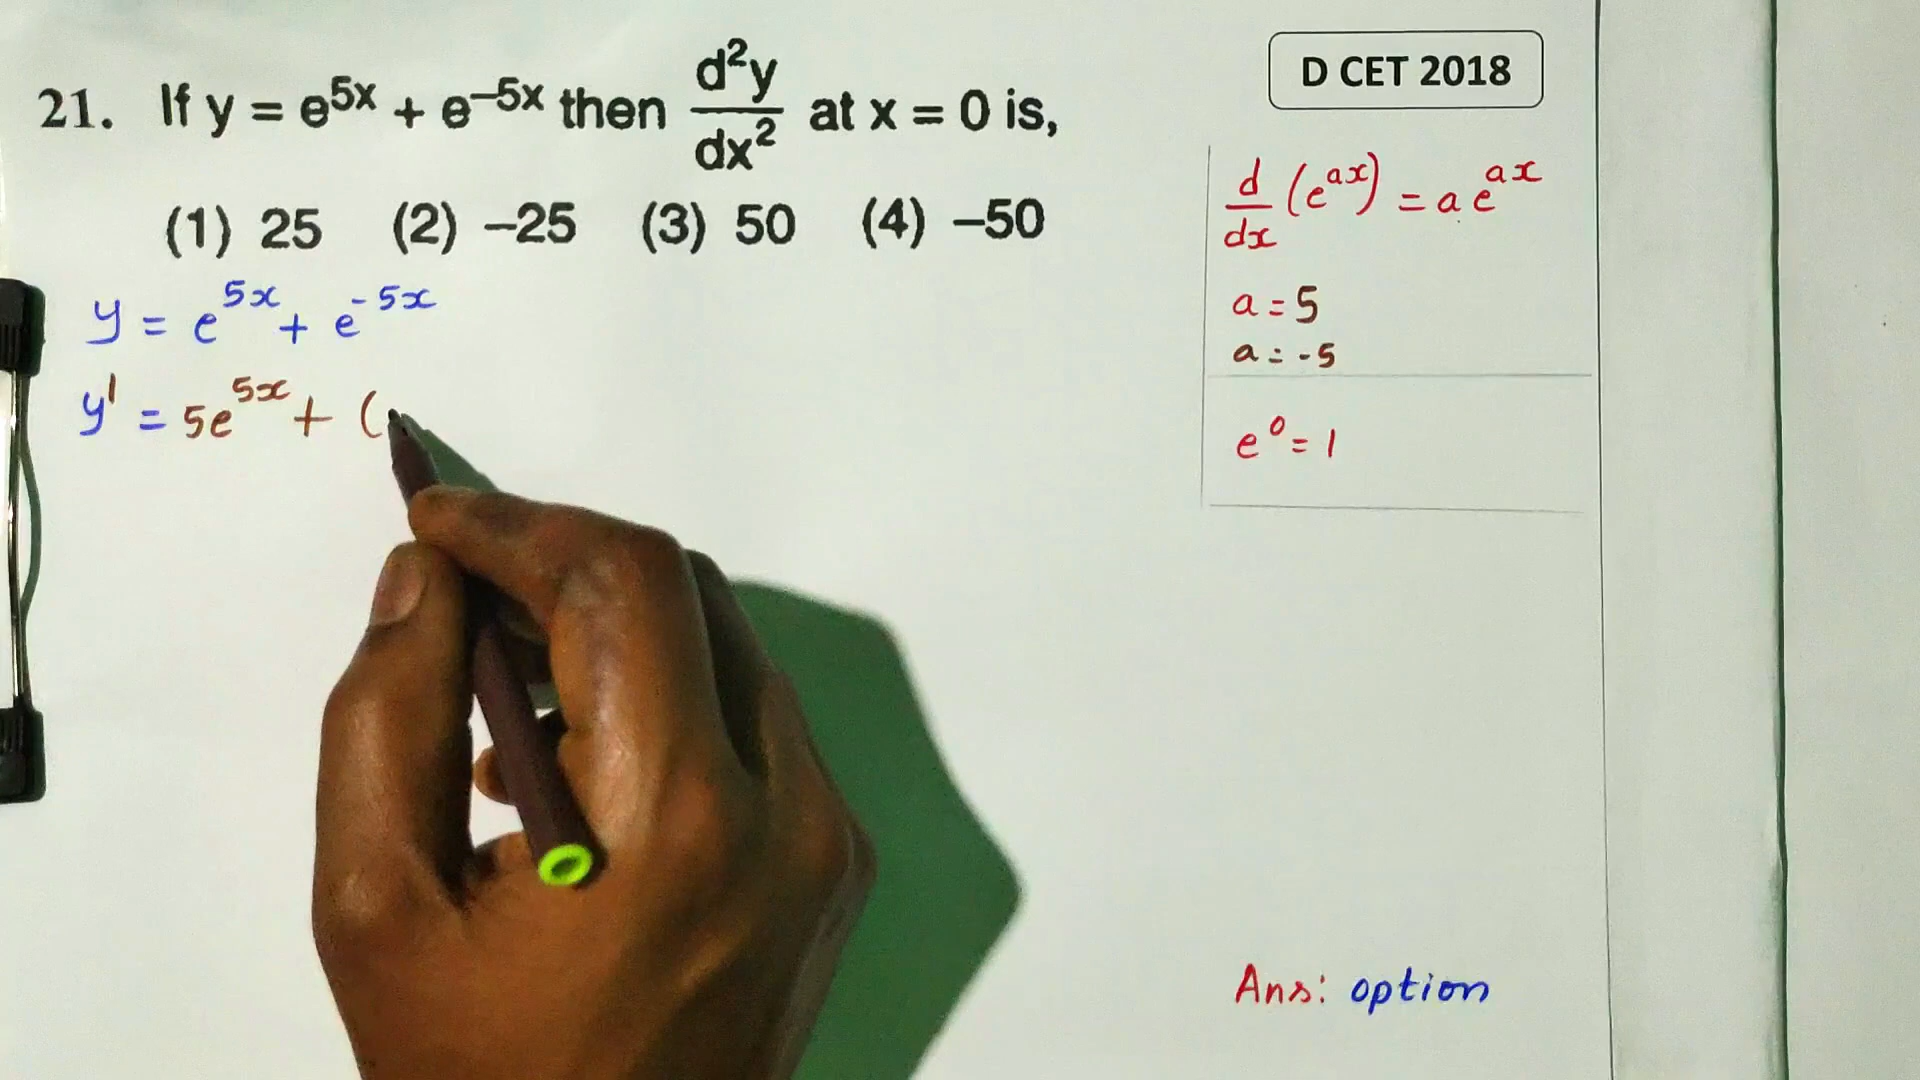 21. If y = e^5x + e^–5x then d²y/dx² at x = 0 is,
(1) 25 (2) –25 (3) 50 (4) –50
y = e^5x + e^-5x
y' = 5e^5x + (
D CET 2018
d/dx (e^ax) = a e^ax
a = 5
a = -5
e^0 = 1
Ans: option